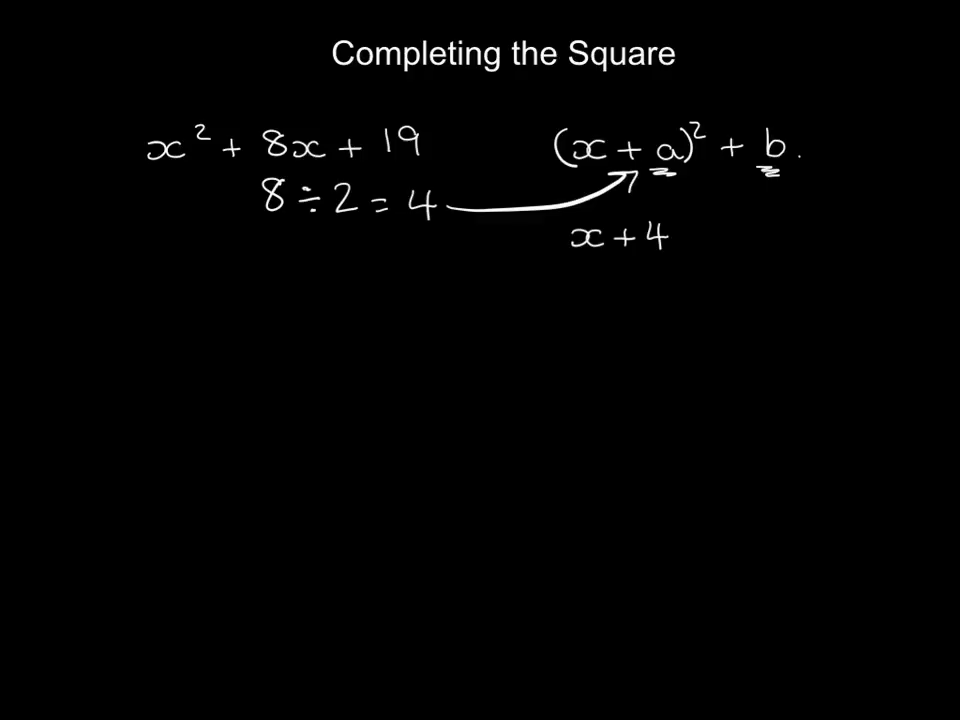 Completing the Square
x² + 8x + 19 (x + a)² + b.
8 ÷ 2 = 4
x + 4